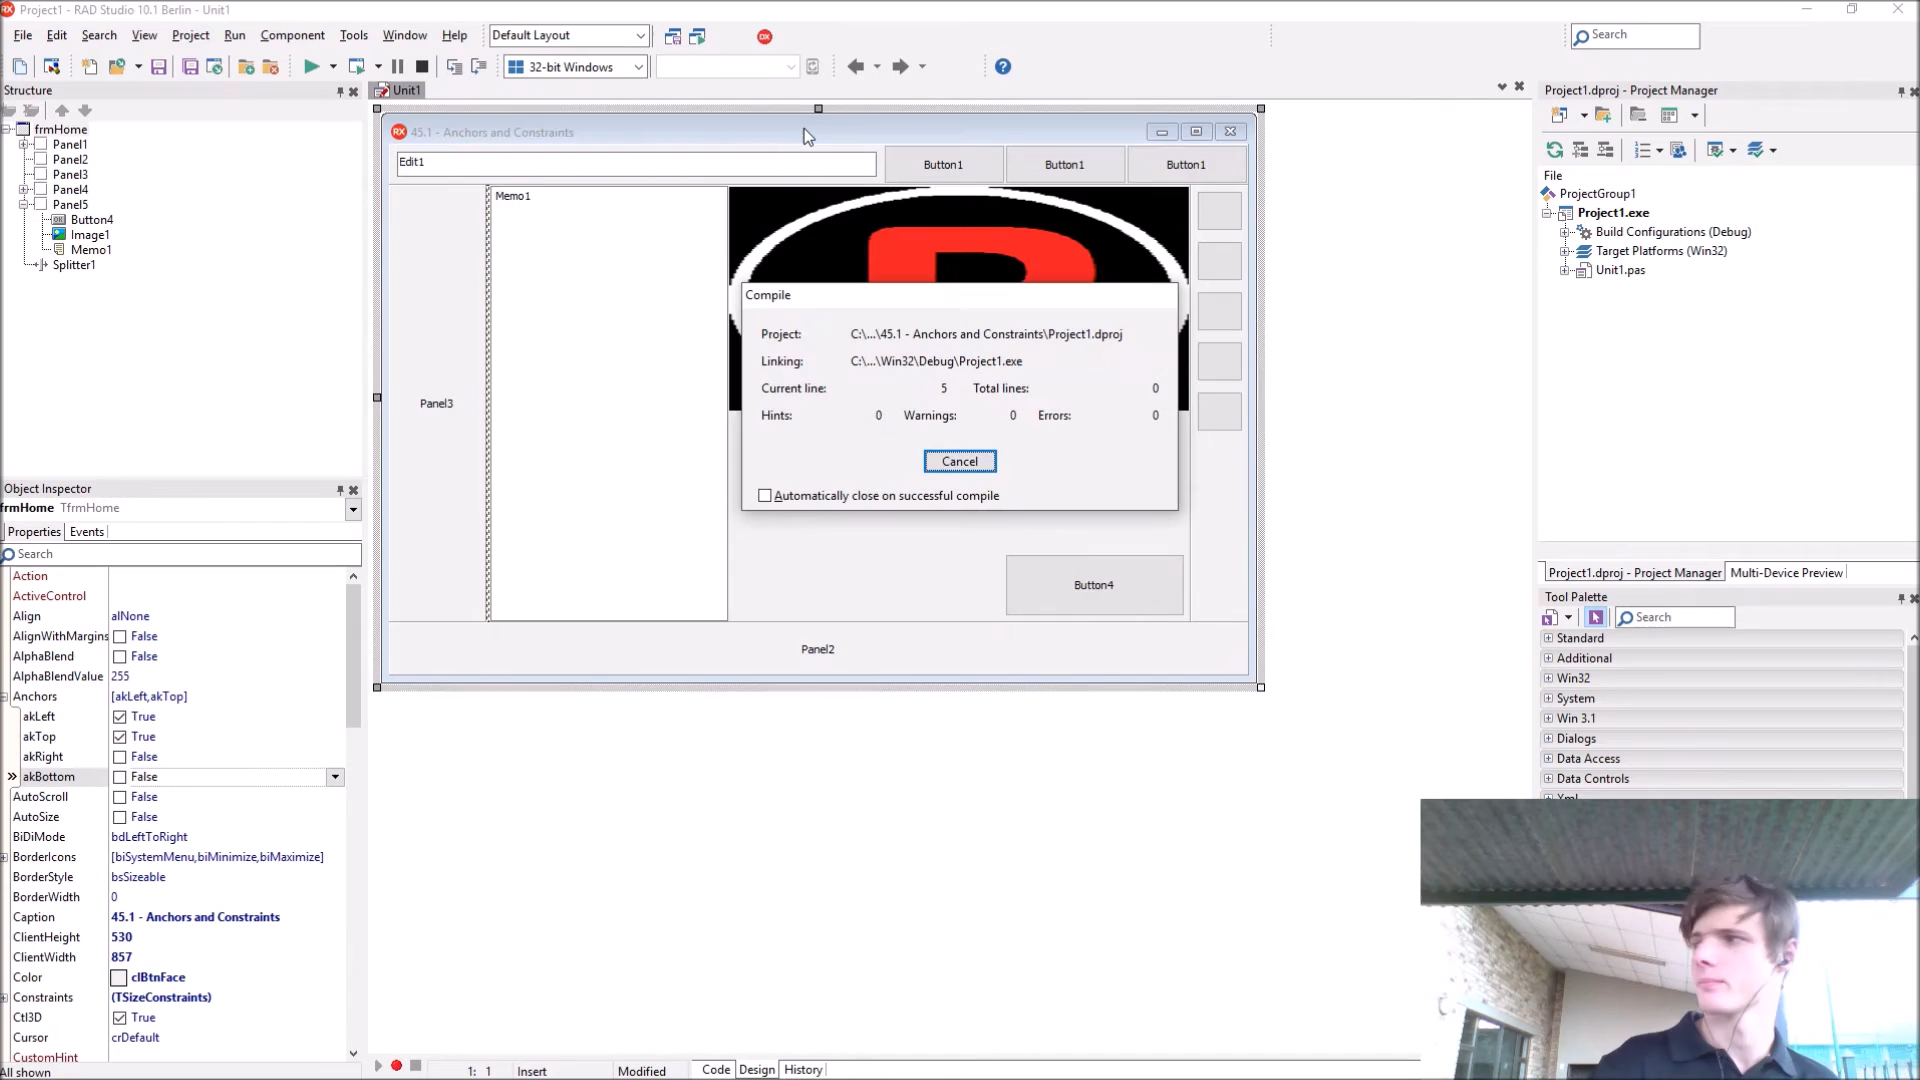 Project1 - RAD Studio 10.1 Berlin - Unit1
File Edit Search View Project Run Component Tools Window Help Default Layout Search
32-bit Windows
Structure
frmHome
Panel1
Panel2
Panel3
Panel4
Panel5
Button4
Image1
Memo1
Splitter1
Object Inspector
frmHome TfrmHome
Properties Events
Search
Action
ActiveControl
Align alNone
AlignWithMargins False
AlphaBlend False
AlphaBlendValue 255
Anchors [akLeft,akTop]
akLeft True
akTop True
akRight False
akBottom False
AutoScroll False
AutoSize False
BiDiMode bdLeftToRight
BorderIcons [biSystemMenu,biMinimize,biMaximize]
BorderStyle bsSizeable
BorderWidth 0
Caption 45.1 - Anchors and Constraints
ClientHeight 530
ClientWidth 857
Color clBtnFace
Constraints (TSizeConstraints)
Ctl3D True
Cursor crDefault
CustomHint
All shown
Unit1
45.1 - Anchors and Constraints
Edit1 Button1 Button1 Button1
Memo1
Panel3
Button4
Panel2
Compile
Project: C:\...\45.1 - Anchors and Constraints\Project1.dproj
Linking: C:\...\Win32\Debug\Project1.exe
Current line: 5 Total lines: 0
Hints: 0 Warnings: 0 Errors: 0
Cancel
Automatically close on successful compile
1: 1 Insert Modified Code Design History
Project1.dproj - Project Manager
File
ProjectGroup1
Project1.exe
Build Configurations (Debug)
Target Platforms (Win32)
Unit1.pas
Project1.dproj - Project Manager Multi-Device Preview
Tool Palette
Search
Standard
Additional
Win32
System
Win 3.1
Dialogs
Data Access
Data Controls